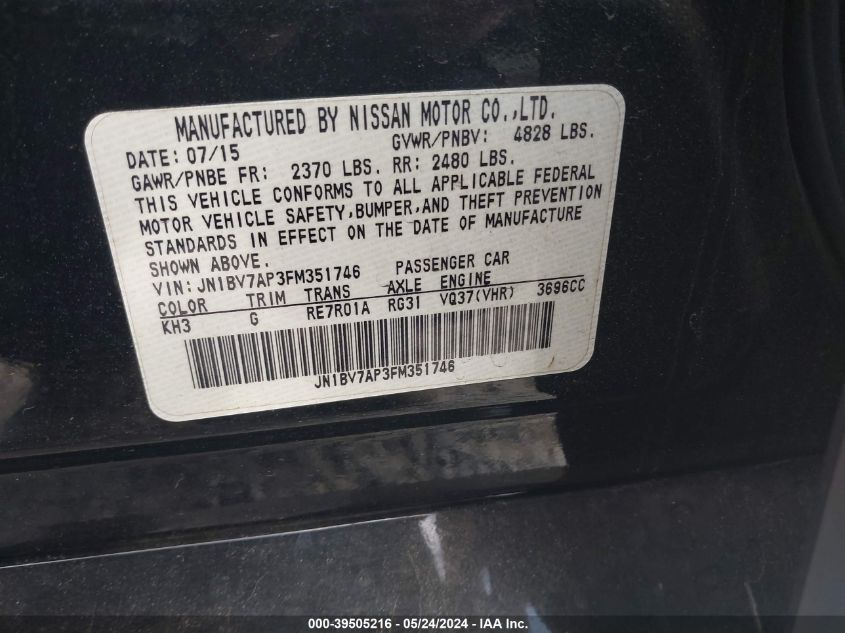 MANUFACTURED BY NISSAN MOTOR CO.,LTD.
DATE: 07/15 GVWR/PNBV: 4828 LBS.
GAWR/PNBE FR: 2370 LBS. RR: 2480 LBS.
THIS VEHICLE CONFORMS TO ALL APPLICABLE FEDERAL
MOTOR VEHICLE SAFETY,BUMPER,AND THEFT PREVENTION
STANDARDS IN EFFECT ON THE DATE OF MANUFACTURE
SHOWN ABOVE.
VIN: JN1BV7AP3FM351746 PASSENGER CAR
COLOR TRIM TRANS AXLE ENGINE
KH3 G RE7R01A RG31 VQ37(VHR) 3696CC
JN1BV7AP3FM351746
000-39505216 - 05/24/2024 - IAA Inc.